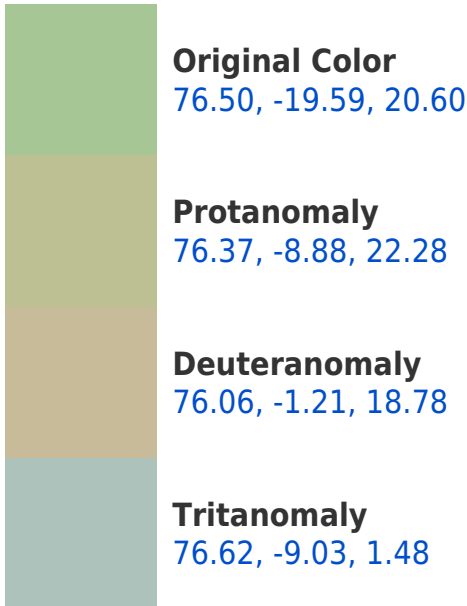 Original Color
76.50, -19.59, 20.60
Protanomaly
76.37, -8.88, 22.28
Deuteranomaly
76.06, -1.21, 18.78
Tritanomaly
76.62, -9.03, 1.48